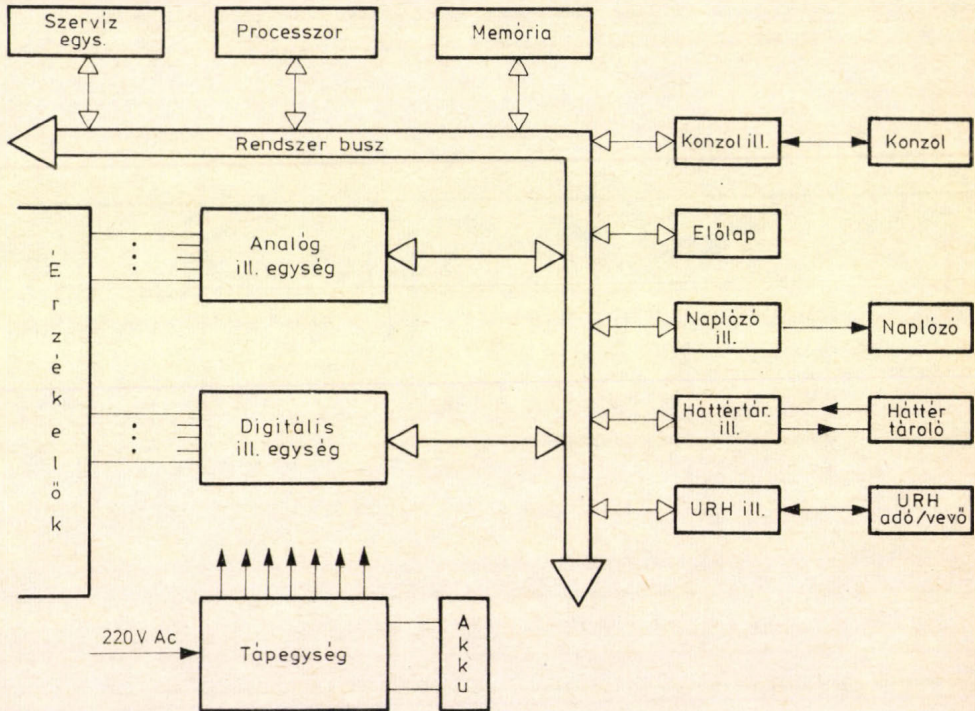 Szervíz
egys.
Processzor
Memória
Rendszer busz
Konzol ill.
Konzol
Érzékelők
Analóg
ill. egység
Előlap
Naplózó
ill.
Naplózó
Digitális
ill. egység
Háttértár.
ill.
Háttér
tároló
URH ill.
URH
adó/vevő
220V Ac
Tápegység
Akku